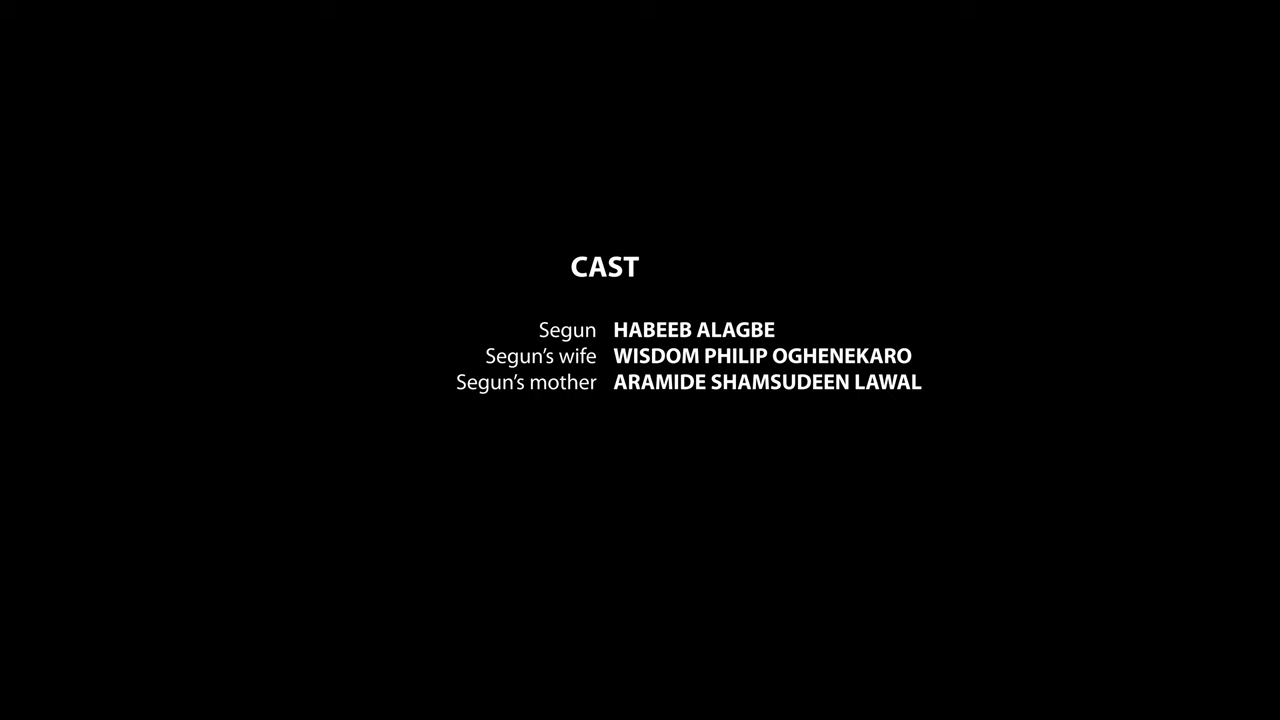 CAST
Segun HABEEB ALAGBE
Segun’s wife WISDOM PHILIP OGHENEKARO
Segun’s mother ARAMIDE SHAMSUDEEN LAWAL